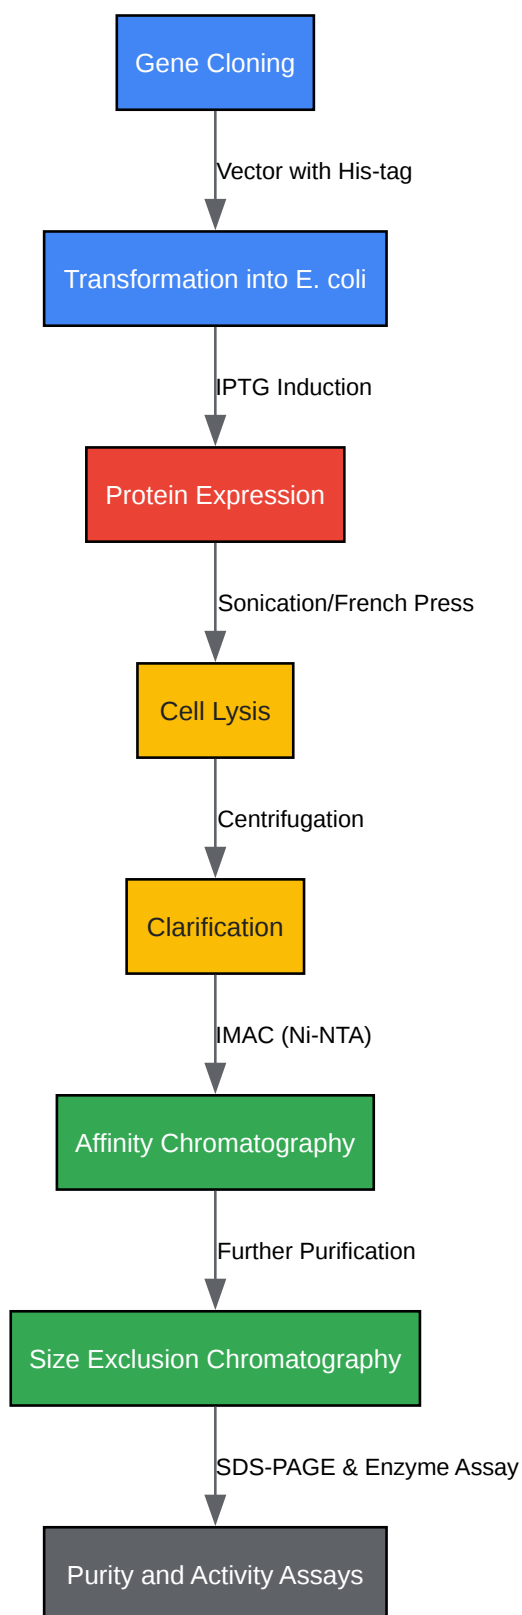 Gene Cloning
Vector with His-tag
Transformation into E. coli
IPTG Induction
Protein Expression
Sonication/French Press
Cell Lysis
Centrifugation
Clarification
IMAC (Ni-NTA)
Affinity Chromatography
Further Purification
Size Exclusion Chromatography
SDS-PAGE & Enzyme Assay
Purity and Activity Assays